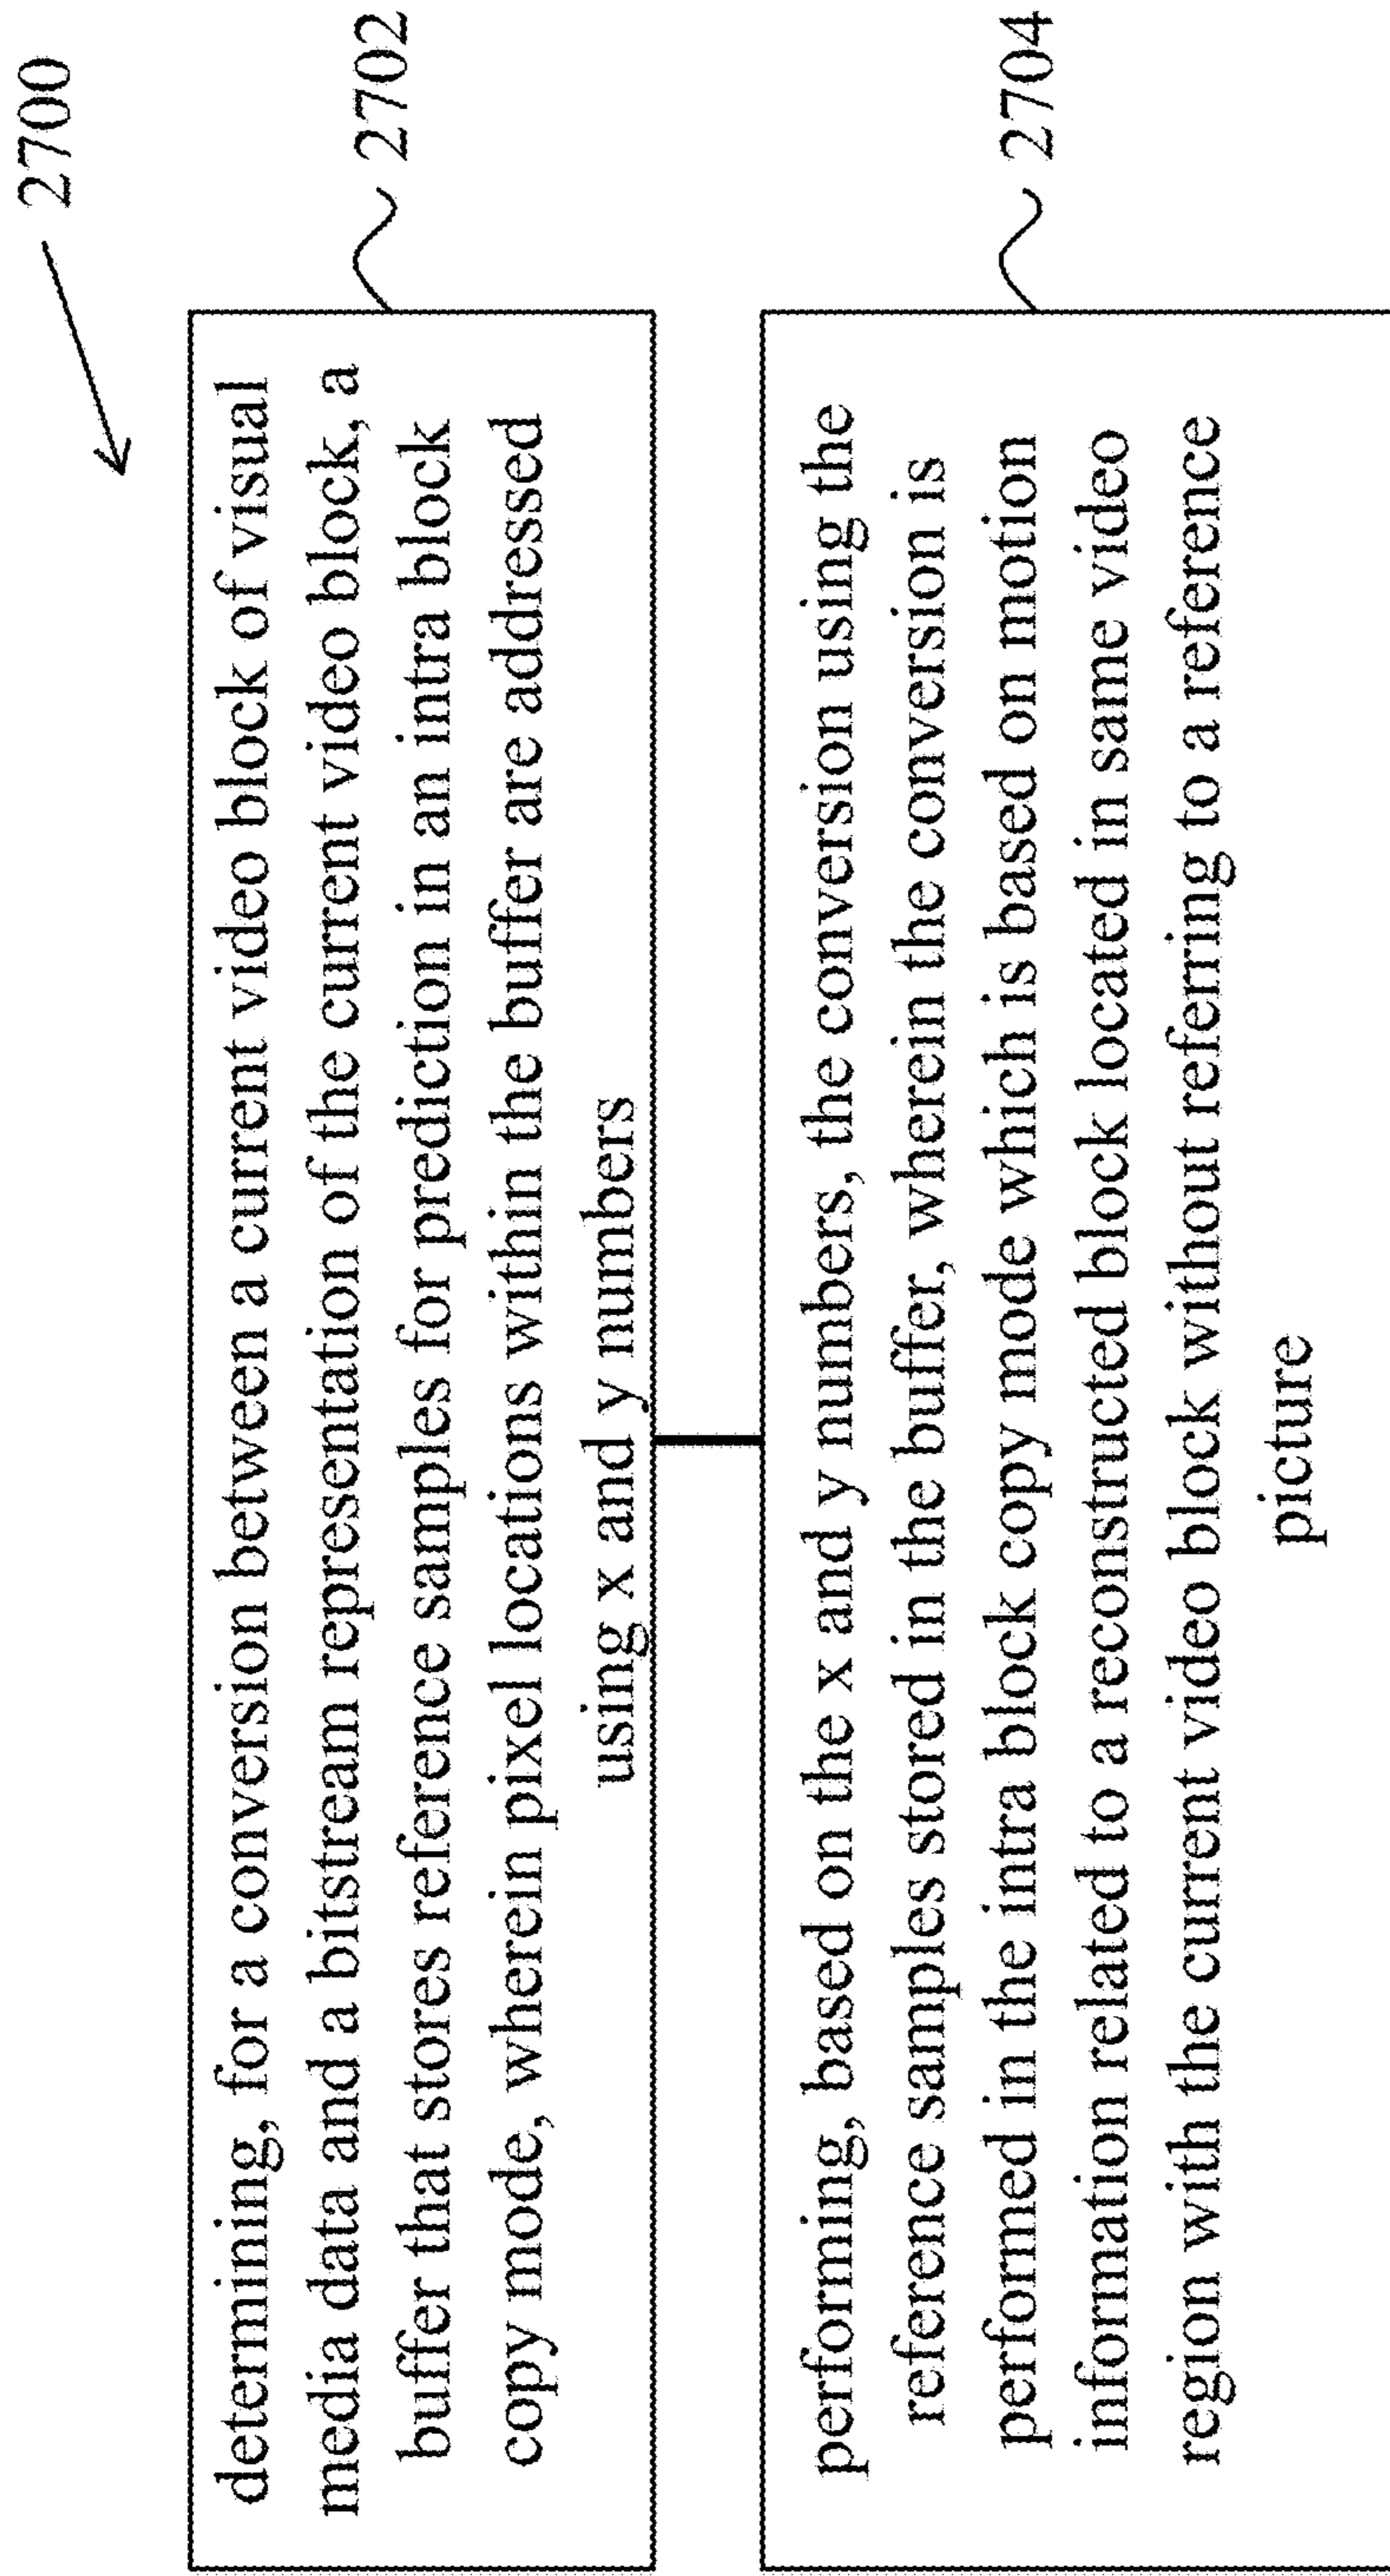 2700
determining, for a conversion between a current video block of visual
media data and a bitstream representation of the current video block, a
buffer that stores reference samples for prediction in an intra block
copy mode, wherein pixel locations within the buffer are addressed
using x and y numbers
2702
performing, based on the x and y numbers, the conversion using the
reference samples stored in the buffer, wherein the conversion is
performed in the intra block copy mode which is based on motion
information related to a reconstructed block located in same video
region with the current video block without referring to a reference
picture
2704